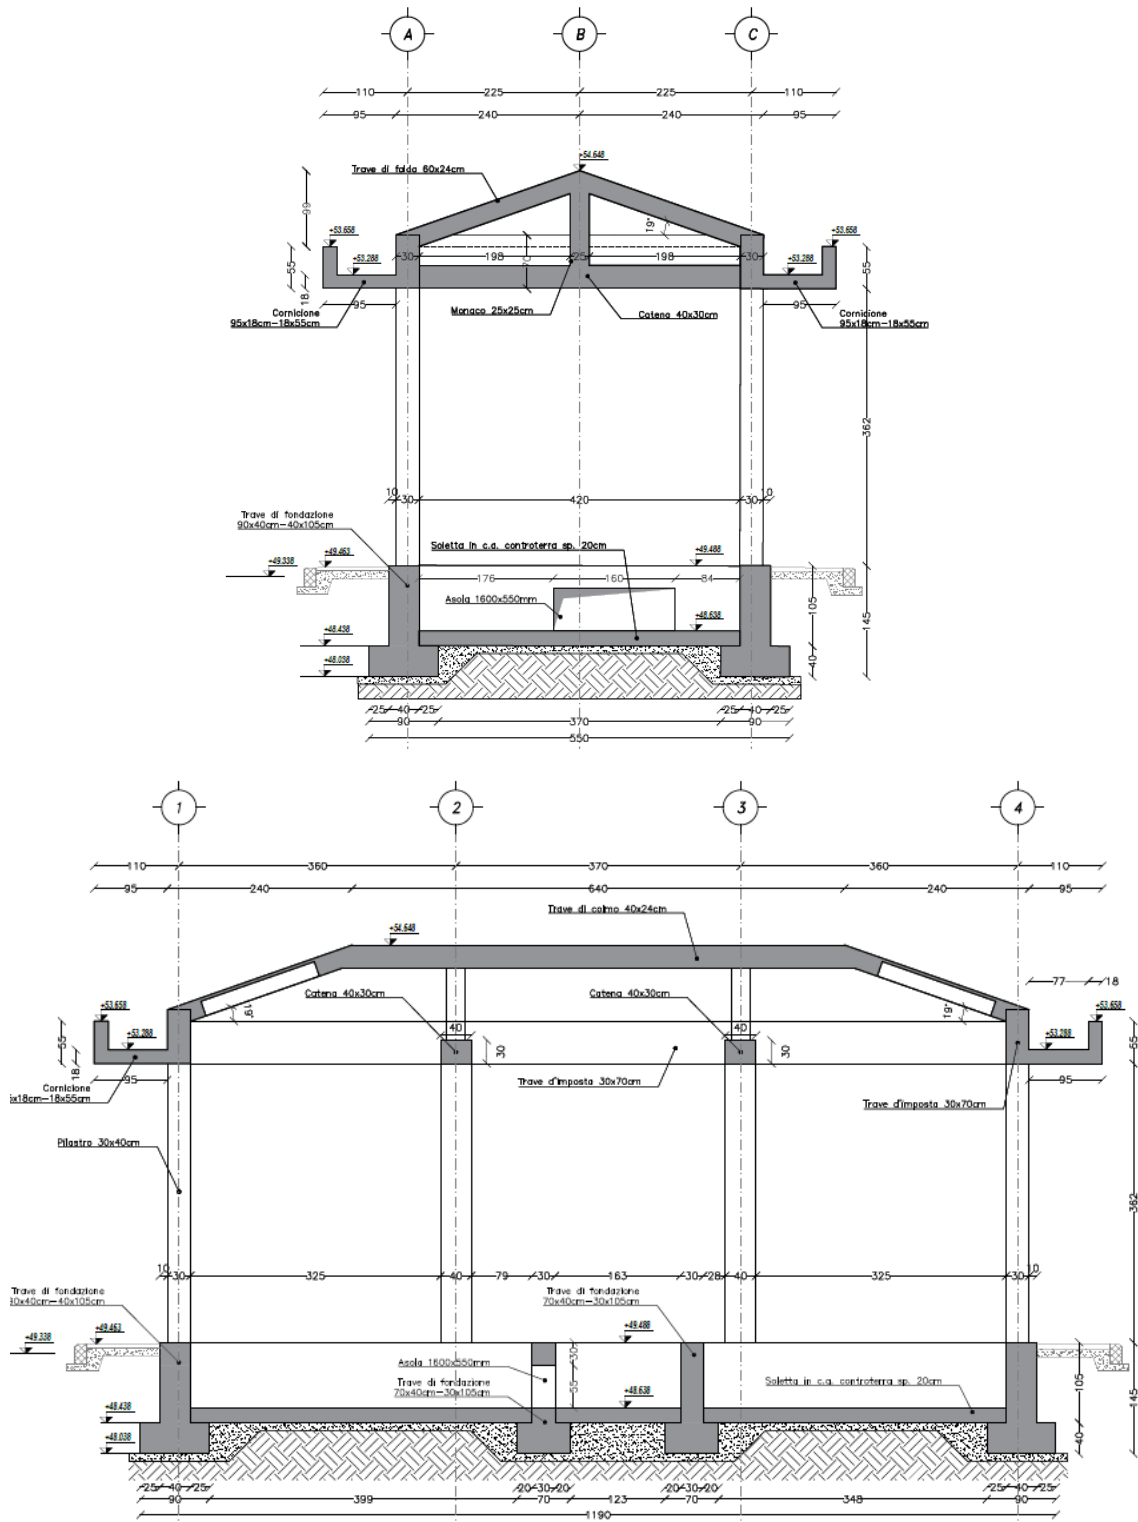 A B C
110 225 225 110
95 240 240 95
+54.648
Trave di falda 60x24cm
99
19°
+53.658 +53.658
+53.288 +53.288
30 198 25 198 30
70
55 55
18
95 95
Cornicione
95x18cm-18x55cm
Monaco 25x25cm
Catena 40x30cm
Cornicione
95x18cm-18x55cm
362
10 30 420 30 10
Trave di fondazione
90x40cm-40x105cm
Soletta in c.a. controterra sp. 20cm
+49.463
+49.338
+49.488
176 160 84
Asola 1600x550mm
105
145
+48.638
+48.438
+48.038
40
25 40 25 25 40 25
90 370 90
550
1 2 3 4
110 360 370 360 110
95 240 640 240 95
Trave di colmo 40x24cm
+54.648
77 18
Catena 40x30cm
Catena 40x30cm
19° 19°
+53.658 +53.658
+53.288 +53.288
40 40
30 30
55 55
18
95 95
Trave d'imposta 30x70cm
Cornicione
x18cm-18x55cm
Trave d'imposta 30x70cm
Pilastro 30x40cm
362
10 30 325 40 79 30 163 30 28 40 325 30 10
Trave di fondazione
90x40cm-40x105cm
Trave di fondazione
70x40cm-30x105cm
+49.463
+49.338
+49.488
30
Asola 1600x550mm
55
Trave di fondazione
70x40cm-30x105cm
+48.638
Soletta in c.a. controterra sp. 20cm
105
145
+48.438
+48.038
40
25 40 25 20 30 20 20 30 20 25 40 25
90 399 70 123 70 348 90
1190